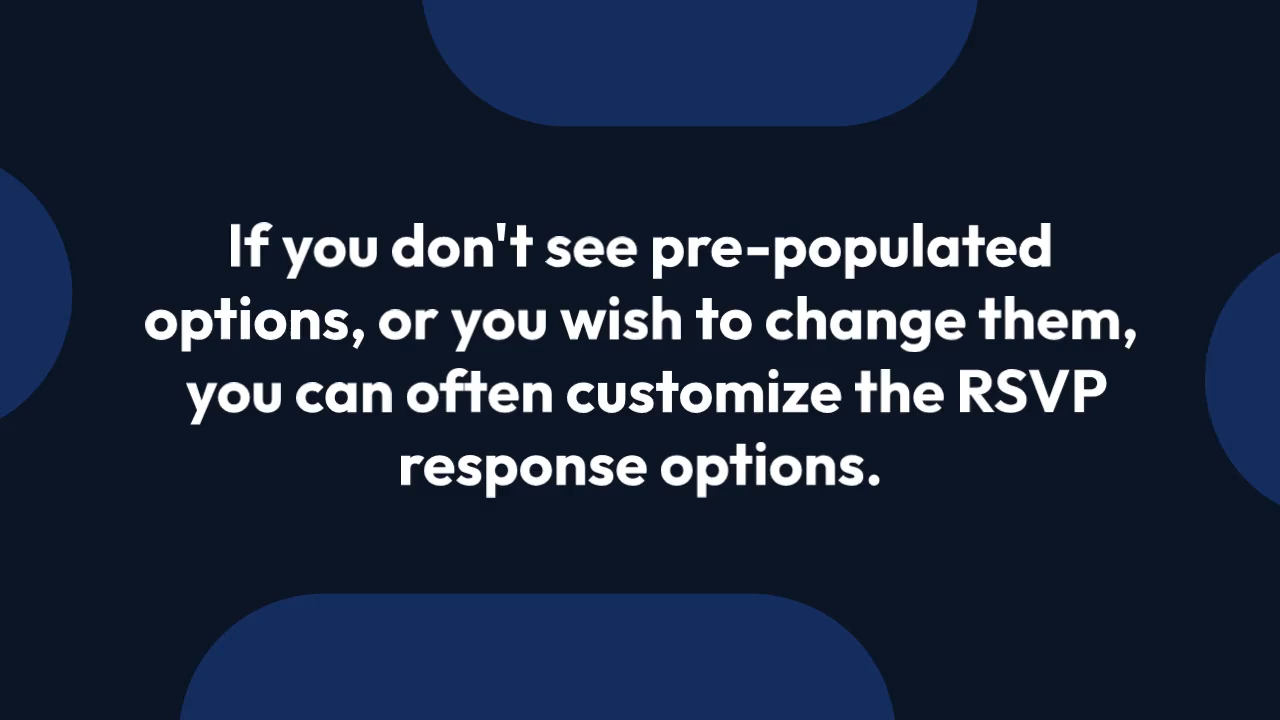 If you don't see pre-populated
options, or you wish to change them,
you can often customize the RSVP
response options.